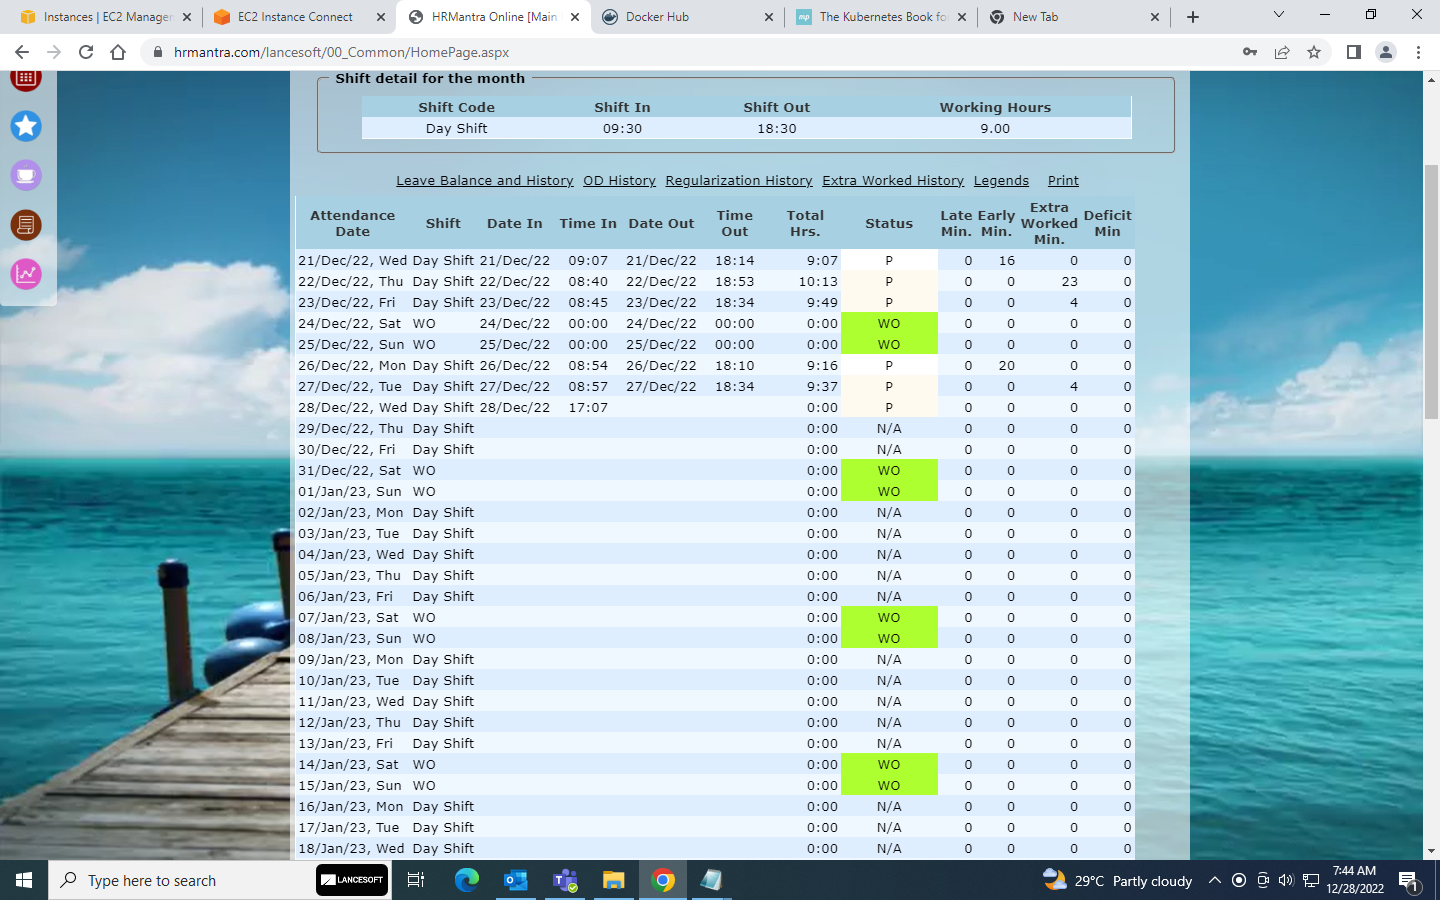 Instances | EC2 Manager
EC2 Instance Connect
HRMantra Online [Main
Docker Hub
The Kubernetes Book fo
New Tab
hrmantra.com/lancesoft/00_Common/HomePage.aspx
Shift detail for the month
Shift Code Shift In Shift Out Working Hours
Day Shift 09:30 18:30 9.00
Leave Balance and History OD History Regularization History Extra Worked History Legends Print
Attendance Date Shift Date In Time In Date Out Time Out Total Hrs. Status Late Min. Early Min. Extra Worked Min. Deficit Min
21/Dec/22, Wed Day Shift 21/Dec/22 09:07 21/Dec/22 18:14 9:07 P 0 16 0 0
22/Dec/22, Thu Day Shift 22/Dec/22 08:40 22/Dec/22 18:53 10:13 P 0 0 23 0
23/Dec/22, Fri Day Shift 23/Dec/22 08:45 23/Dec/22 18:34 9:49 P 0 0 4 0
24/Dec/22, Sat WO 24/Dec/22 00:00 24/Dec/22 00:00 0:00 WO 0 0 0 0
25/Dec/22, Sun WO 25/Dec/22 00:00 25/Dec/22 00:00 0:00 WO 0 0 0 0
26/Dec/22, Mon Day Shift 26/Dec/22 08:54 26/Dec/22 18:10 9:16 P 0 20 0 0
27/Dec/22, Tue Day Shift 27/Dec/22 08:57 27/Dec/22 18:34 9:37 P 0 0 4 0
28/Dec/22, Wed Day Shift 28/Dec/22 17:07 0:00 P 0 0 0 0
29/Dec/22, Thu Day Shift 0:00 N/A 0 0 0 0
30/Dec/22, Fri Day Shift 0:00 N/A 0 0 0 0
31/Dec/22, Sat WO 0:00 WO 0 0 0 0
01/Jan/23, Sun WO 0:00 WO 0 0 0 0
02/Jan/23, Mon Day Shift 0:00 N/A 0 0 0 0
03/Jan/23, Tue Day Shift 0:00 N/A 0 0 0 0
04/Jan/23, Wed Day Shift 0:00 N/A 0 0 0 0
05/Jan/23, Thu Day Shift 0:00 N/A 0 0 0 0
06/Jan/23, Fri Day Shift 0:00 N/A 0 0 0 0
07/Jan/23, Sat WO 0:00 WO 0 0 0 0
08/Jan/23, Sun WO 0:00 WO 0 0 0 0
09/Jan/23, Mon Day Shift 0:00 N/A 0 0 0 0
10/Jan/23, Tue Day Shift 0:00 N/A 0 0 0 0
11/Jan/23, Wed Day Shift 0:00 N/A 0 0 0 0
12/Jan/23, Thu Day Shift 0:00 N/A 0 0 0 0
13/Jan/23, Fri Day Shift 0:00 N/A 0 0 0 0
14/Jan/23, Sat WO 0:00 WO 0 0 0 0
15/Jan/23, Sun WO 0:00 WO 0 0 0 0
16/Jan/23, Mon Day Shift 0:00 N/A 0 0 0 0
17/Jan/23, Tue Day Shift 0:00 N/A 0 0 0 0
18/Jan/23, Wed Day Shift 0:00 N/A 0 0 0 0
Type here to search
LANCESOFT
29°C Partly cloudy
7:44 AM
12/28/2022
1